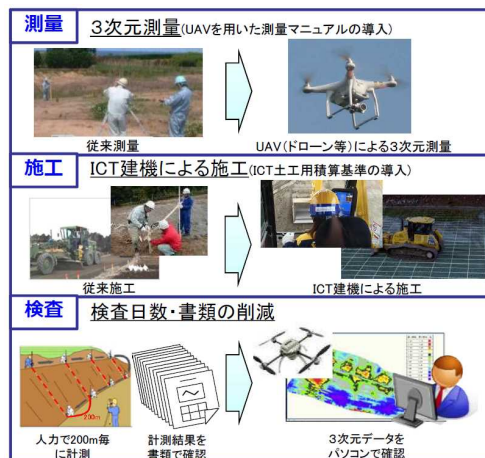 測量
3次元測量(UAVを用いた測量マニュアルの導入)
従来測量
UAV(ドローン等)による3次元測量
施工
ICT建機による施工(ICT土工用積算基準の導入)
従来施工
ICT建機による施工
検査
検査日数・書類の削減
200m
人力で200m毎
に計測
計測結果を
書類で確認
3次元データを
パソコンで確認